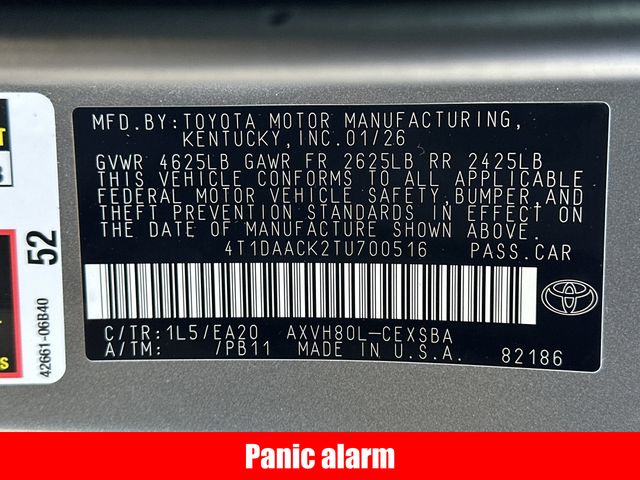 MFD.BY:TOYOTA MOTOR MANUFACTURING,
KENTUCKY,INC.01/26
GVWR 4625LB GAWR FR 2625LB RR 2425LB
THIS VEHICLE CONFORMS TO ALL APPLICABLE
FEDERAL MOTOR VEHICLE SAFETY,BUMPER,AND
THEFT PREVENTION STANDARDS IN EFFECT ON
THE DATE OF MANUFACTURE SHOWN ABOVE.
4T1DAACK2TU700516 PASS.CAR
C/TR:1L5/EA20 AXVH80L-CEXSBA
A/TM: /PB11 MADE IN U.S.A. 82186
52
42661-06B40
Panic alarm